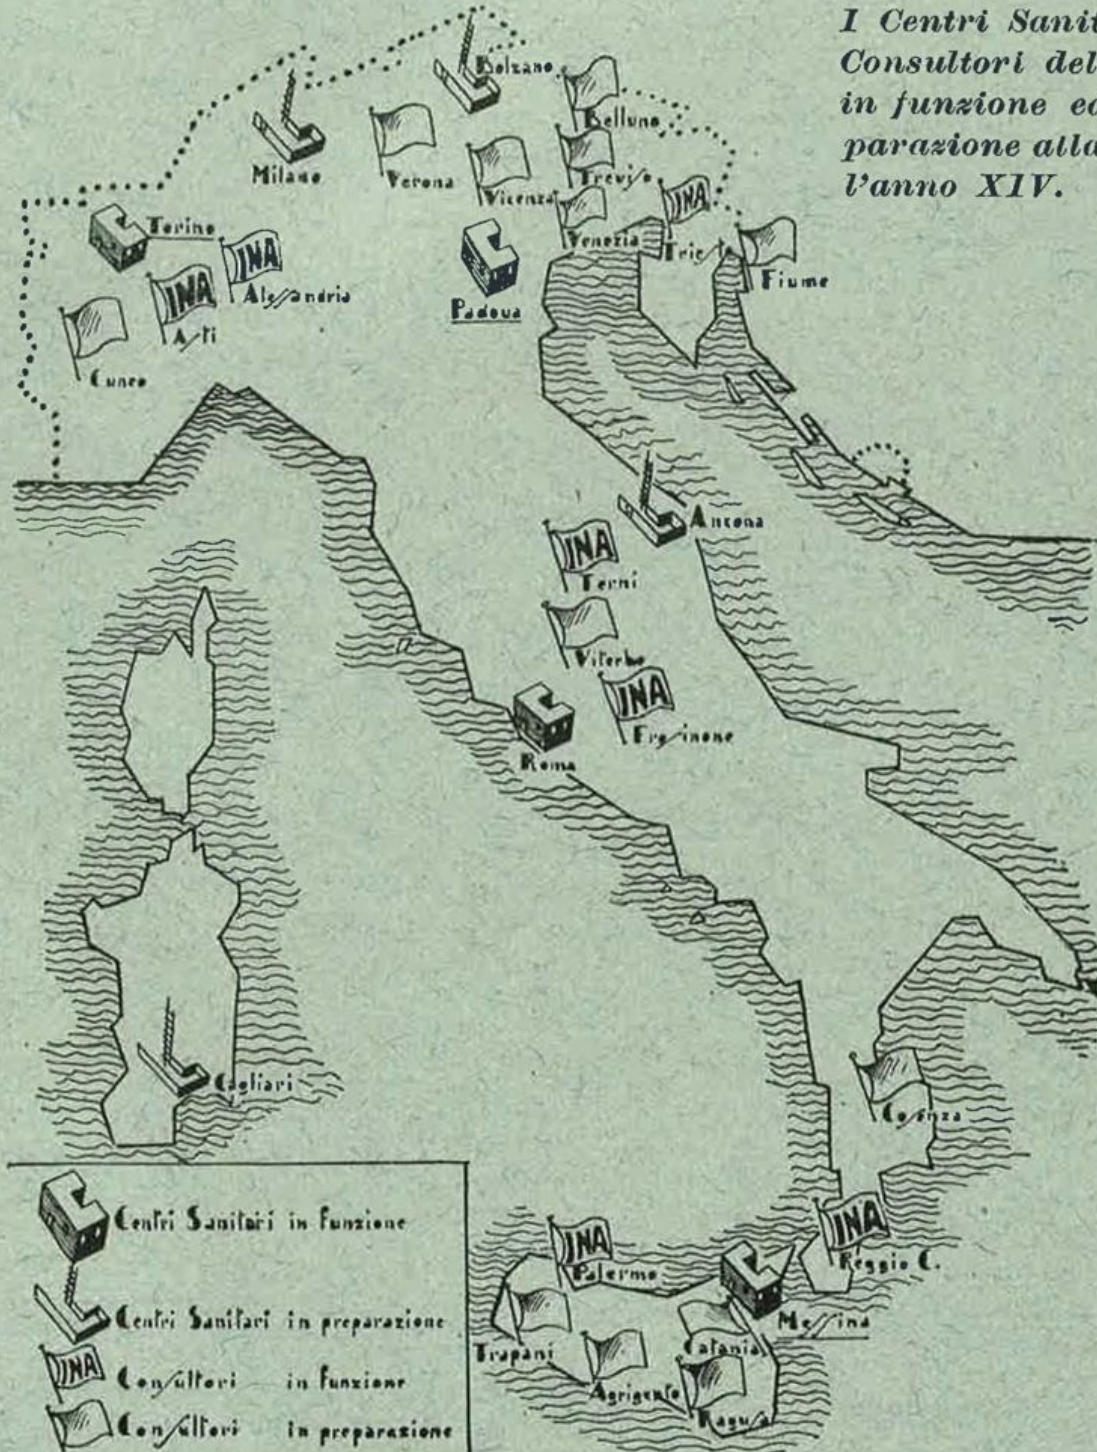 I Centri Sanit
Consultori del
in funzione ed
parazione alla
l'anno XIV.
Bolzano
Belluno
Milano
Verona
Vicenza
Treviso
INA
Venezia
Trieste
Fiume
Torino
INA
Alessandria
INA
Asti
Cuneo
Padova
Ancona
INA
Terni
Viterbo
INA
Frosinone
Roma
Cagliari
Cosenza
INA
Reggio C.
INA
Palermo
Messina
Trapani
Catania
Agrigento
Ragusa
Centri Sanitari in funzione
Centri Sanitari in preparazione
INA Consultori in funzione
Consultori in preparazione